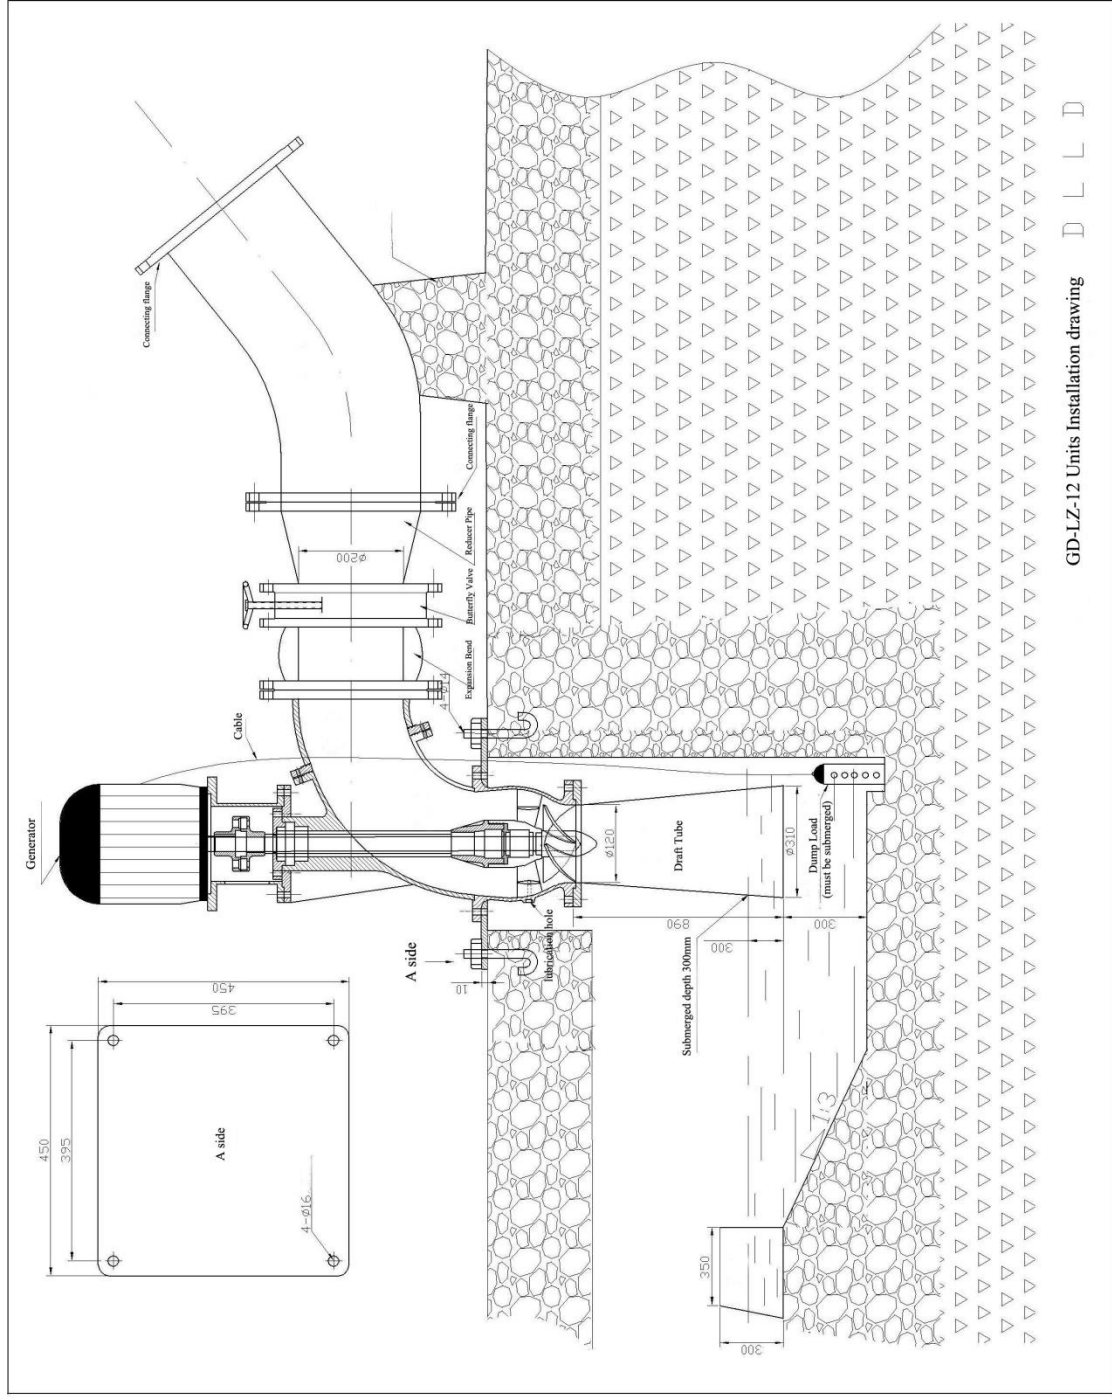 Generator
Cable
Connecting flange
Connecting flange
Reducer Pipe
Butterfly Valve
Expansion Bend
4-Ø14
Ø200
A side
10
lubrication hole
Ø120
Draft Tube
Ø310
Dump Load
(must be submerged)
890
300
300
Submerged depth 300mm
1:3
350
300
450
395
450
395
A side
4-Ø16
GD-LZ-12 Units Installation drawing
D L L D